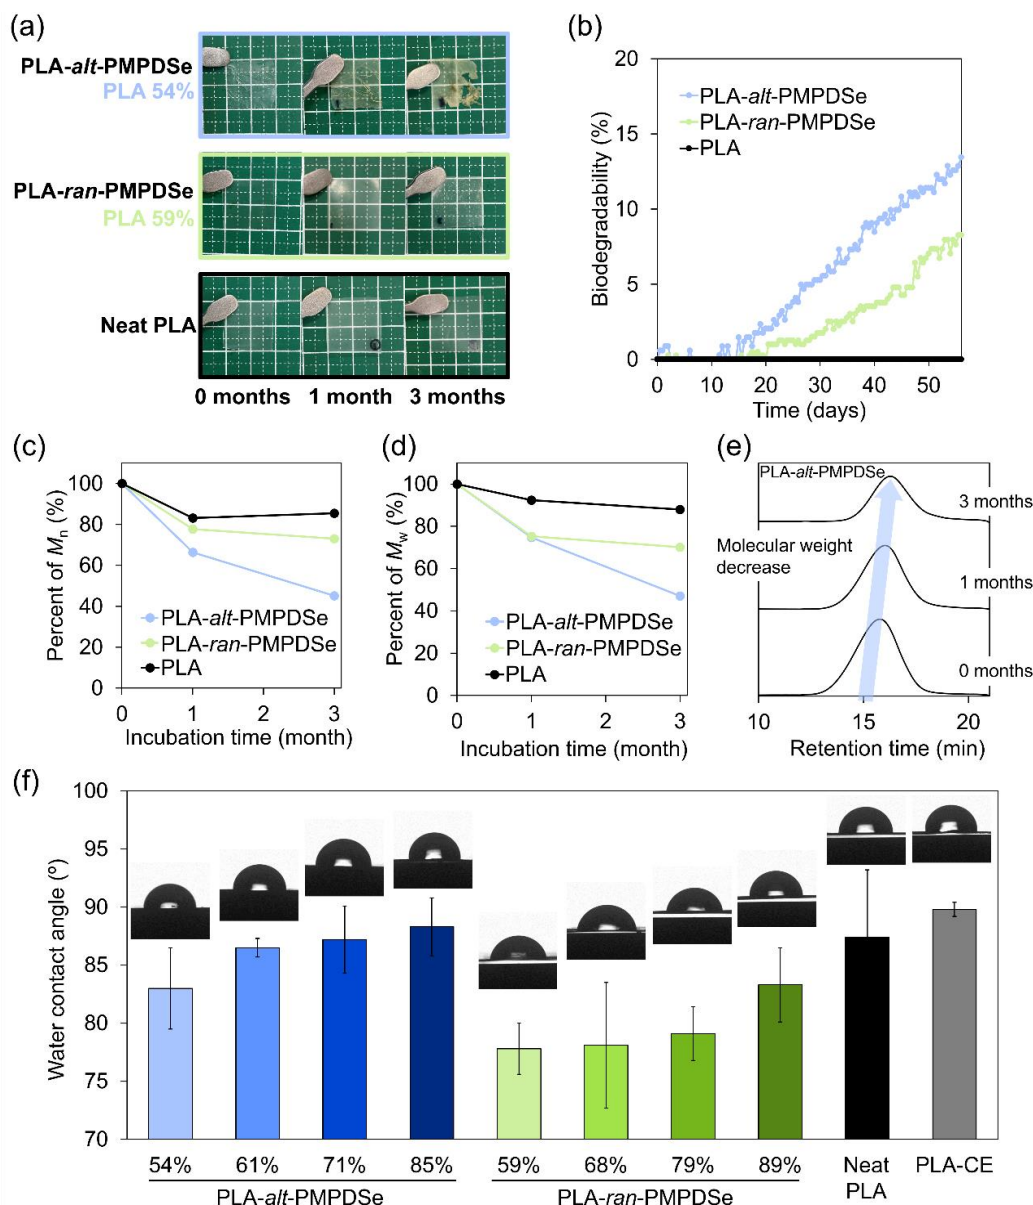 (a)
PLA-alt-PMPDSe
PLA 54%
PLA-ran-PMPDSe
PLA 59%
Neat PLA
0 months 1 month 3 months
(b)
20
15
10
5
0
Biodegradability (%)
PLA-alt-PMPDSe
PLA-ran-PMPDSe
PLA
0 10 20 30 40 50
Time (days)
(c)
100
80
60
40
20
0
Percent of Mn (%)
PLA-alt-PMPDSe
PLA-ran-PMPDSe
PLA
0 1 2 3
Incubation time (month)
(d)
100
80
60
40
20
0
Percent of Mw (%)
PLA-alt-PMPDSe
PLA-ran-PMPDSe
PLA
0 1 2 3
Incubation time (month)
(e)
PLA-alt-PMPDSe
3 months
Molecular weight
decrease
1 months
0 months
10 15 20
Retention time (min)
(f)
100
95
90
85
80
75
70
Water contact angle (º)
54% 61% 71% 85% 59% 68% 79% 89% Neat PLA-CE
PLA
PLA-alt-PMPDSe PLA-ran-PMPDSe